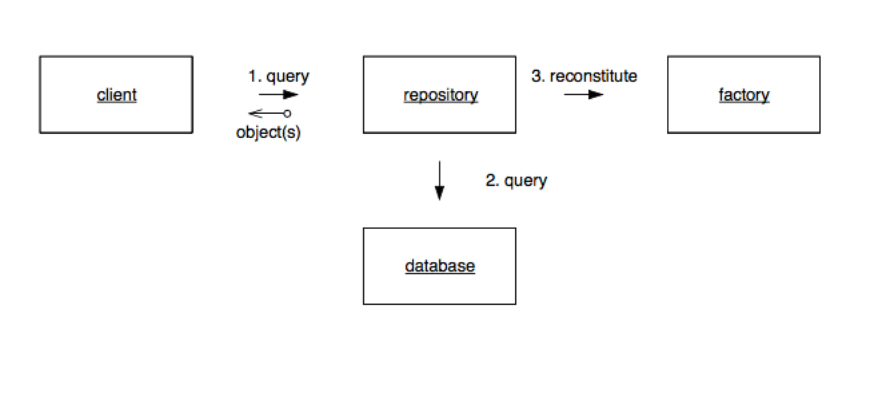 client
1. query
object(s)
repository
3. reconstitute
factory
2. query
database